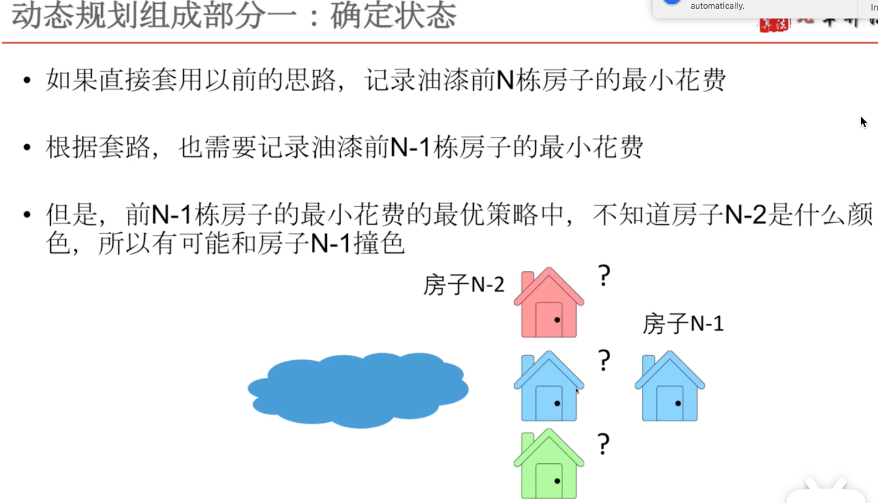 automatically.
In
动态规划组成部分一：确定状态
• 如果直接套用以前的思路，记录油漆前N栋房子的最小花费
• 根据套路，也需要记录油漆前N-1栋房子的最小花费
• 但是，前N-1栋房子的最小花费的最优策略中，不知道房子N-2是什么颜
色，所以有可能和房子N-1撞色
房子N-2
?
房子N-1
?
?